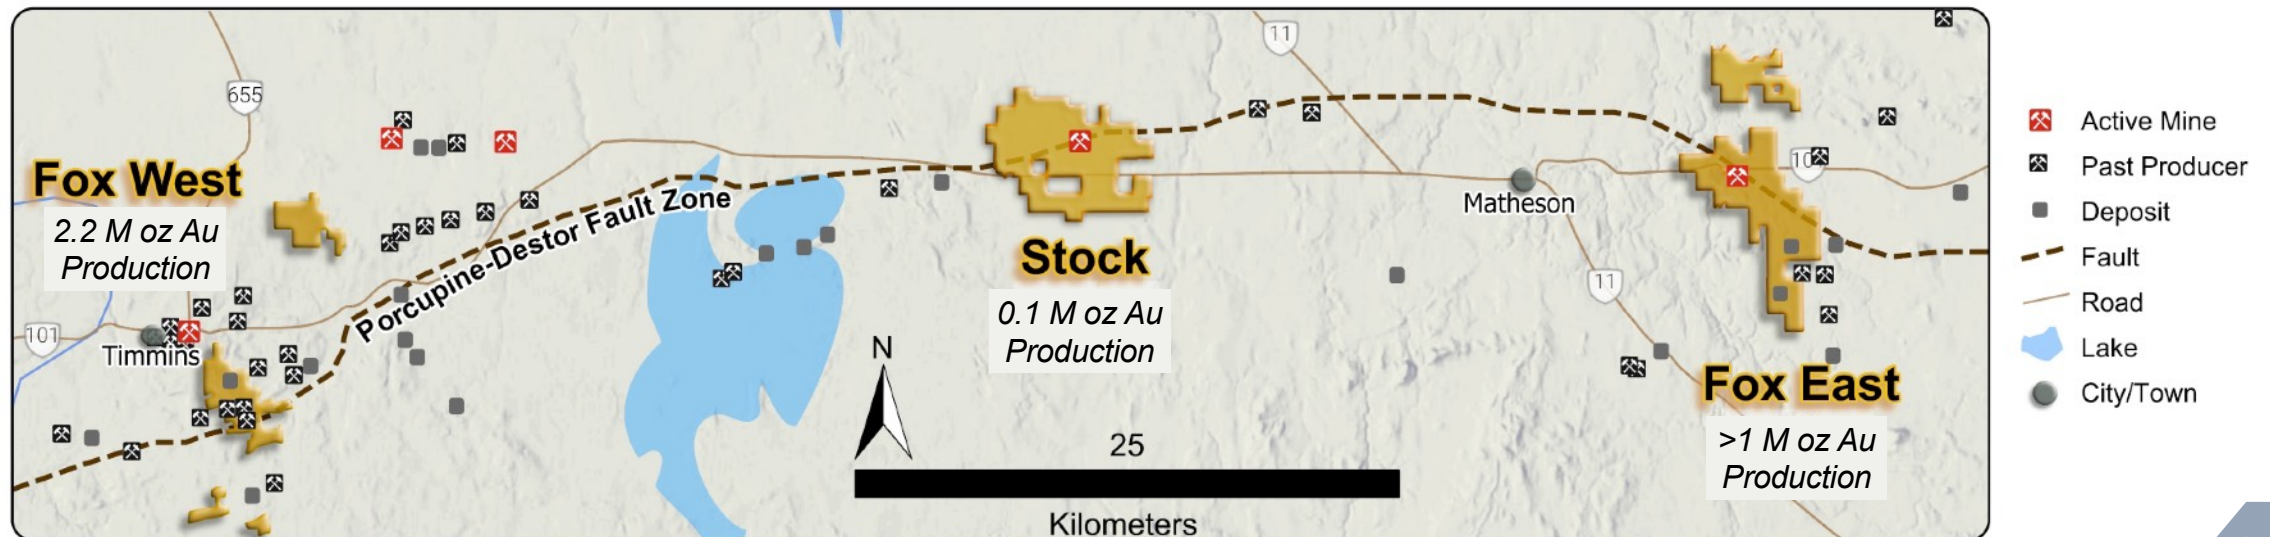 655
11
Fox West
2.2 M oz Au
Production
101
Timmins
Porcupine-Destor Fault Zone
Stock
0.1 M oz Au
Production
N
25
Kilometers
Matheson
11
10
Fox East
>1 M oz Au
Production
Active Mine
Past Producer
Deposit
Fault
Road
Lake
City/Town